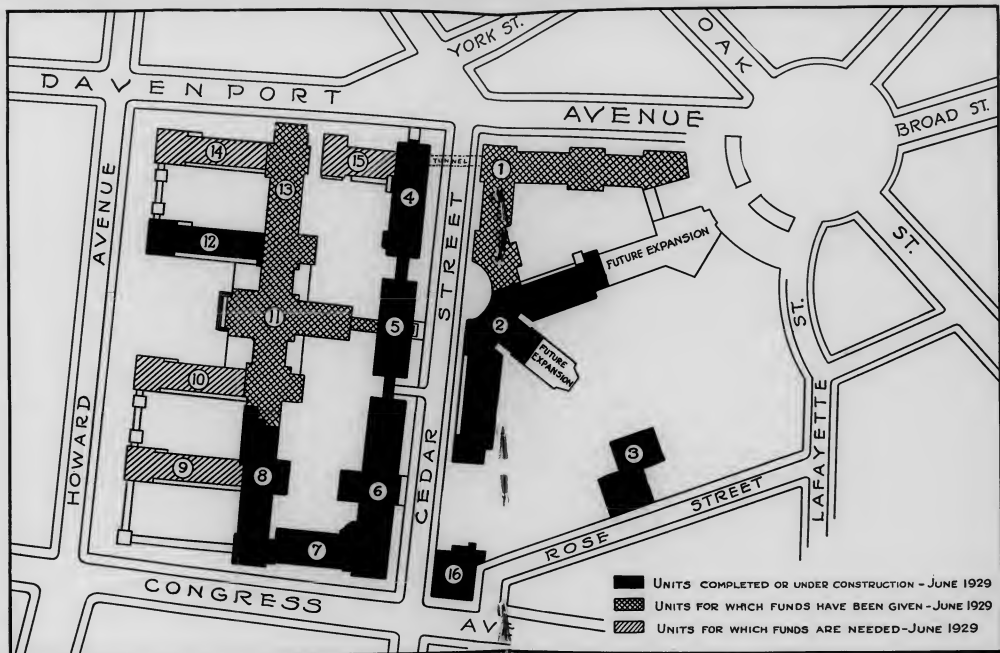 YORK ST.
OAK
DAVENPORT
AVENUE
BROAD ST.
14
13
15
4
TUNNEL
1
HOWARD AVENUE
12
STREET
FUTURE EXPANSION
ST.
11
5
2
ST.
FUTURE
EXPANSION
10
LAFAYETTE
9
8
6
CEDAR
3
7
ROSE STREET
16
CONGRESS
AVE
UNITS COMPLETED OR UNDER CONSTRUCTION - JUNE 1929
UNITS FOR WHICH FUNDS HAVE BEEN GIVEN - JUNE 1929
UNITS FOR WHICH FUNDS ARE NEEDED - JUNE 1929